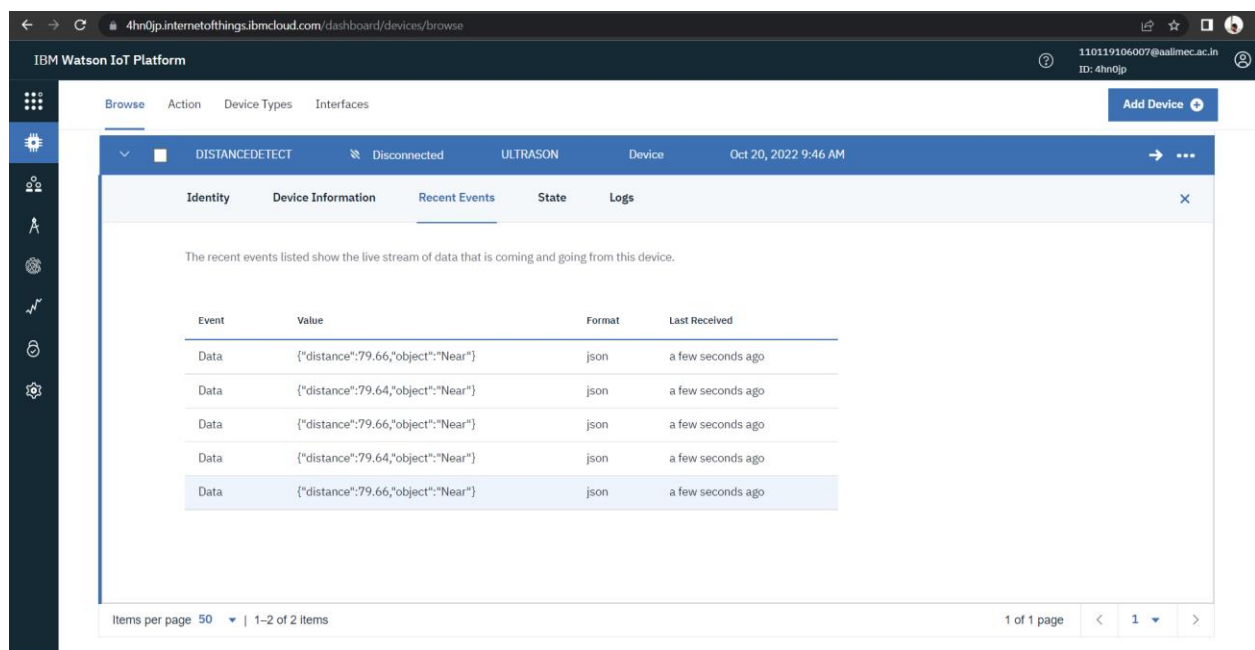 4hn0jp.internetofthings.ibmcloud.com/dashboard/devices/browse
IBM Watson IoT Platform
110119106007@aalimec.ac.in
ID: 4hn0jp
Browse Action Device Types Interfaces
Add Device
DISTANCEDETECT Disconnected ULTRASON Device Oct 20, 2022 9:46 AM
Identity Device Information Recent Events State Logs
The recent events listed show the live stream of data that is coming and going from this device.
Event Value Format Last Received
Data {"distance":79.66,"object":"Near"} json a few seconds ago
Data {"distance":79.64,"object":"Near"} json a few seconds ago
Data {"distance":79.66,"object":"Near"} json a few seconds ago
Data {"distance":79.64,"object":"Near"} json a few seconds ago
Data {"distance":79.66,"object":"Near"} json a few seconds ago
Items per page 50 | 1–2 of 2 items 1 of 1 page 1